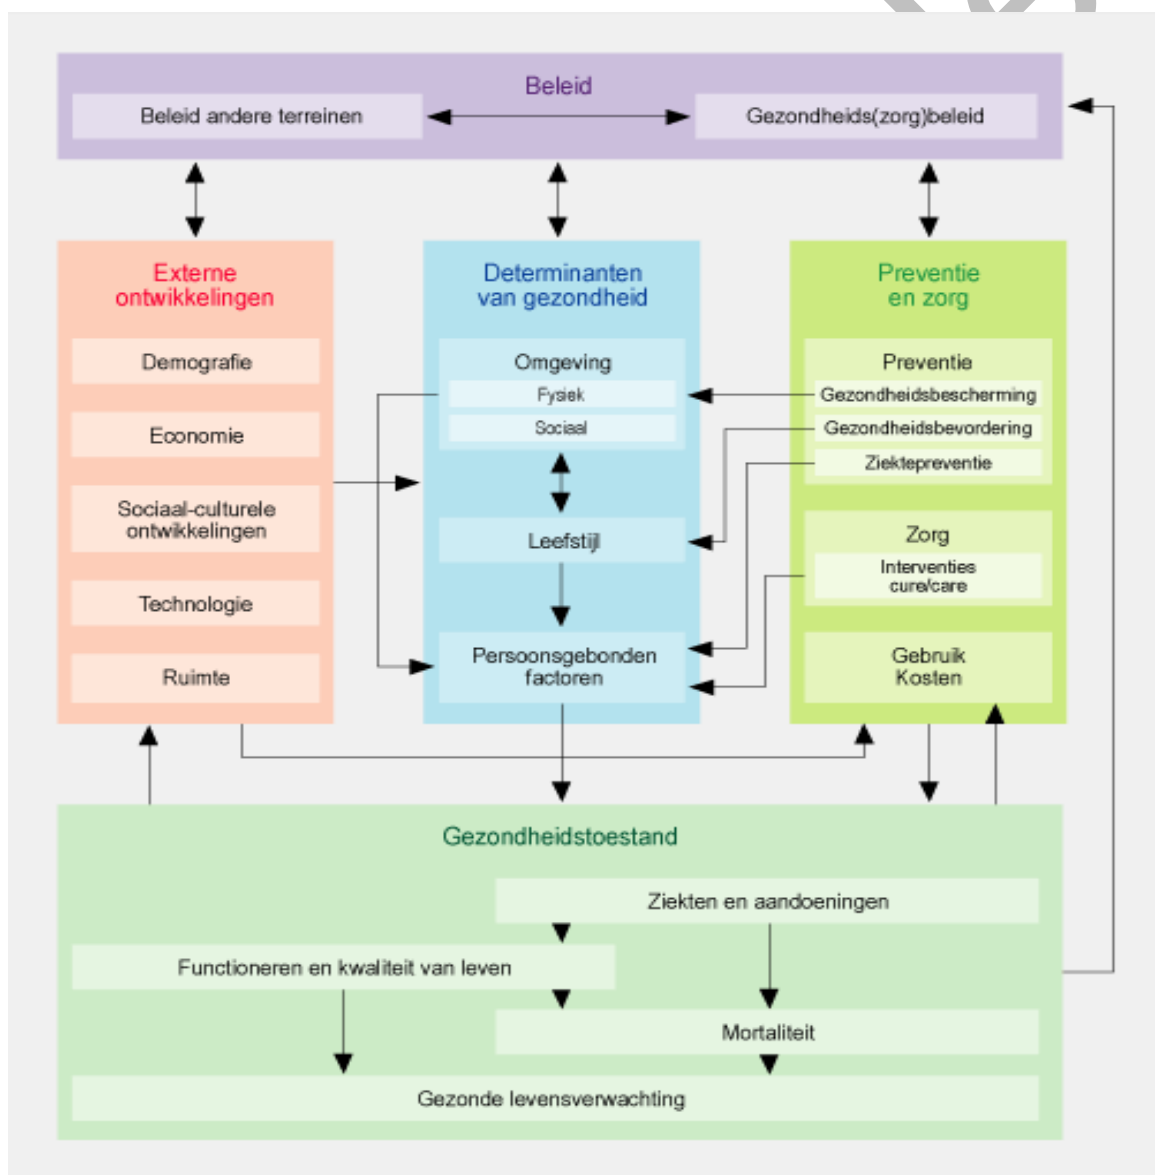 Beleid
Beleid andere terreinen
Gezondheids(zorg)beleid
Externe
ontwikkelingen
Demografie
Economie
Sociaal-culturele
ontwikkelingen
Technologie
Ruimte
Determinanten
van gezondheid
Omgeving
Fysiek
Sociaal
Leefstijl
Persoonsgebonden
factoren
Preventie
en zorg
Preventie
Gezondheidsbescherming
Gezondheidsbevordering
Ziektepreventie
Zorg
Interventies
cure/care
Gebruik
Kosten
Gezondheidstoestand
Ziekten en aandoeningen
Functioneren en kwaliteit van leven
Mortaliteit
Gezonde levensverwachting